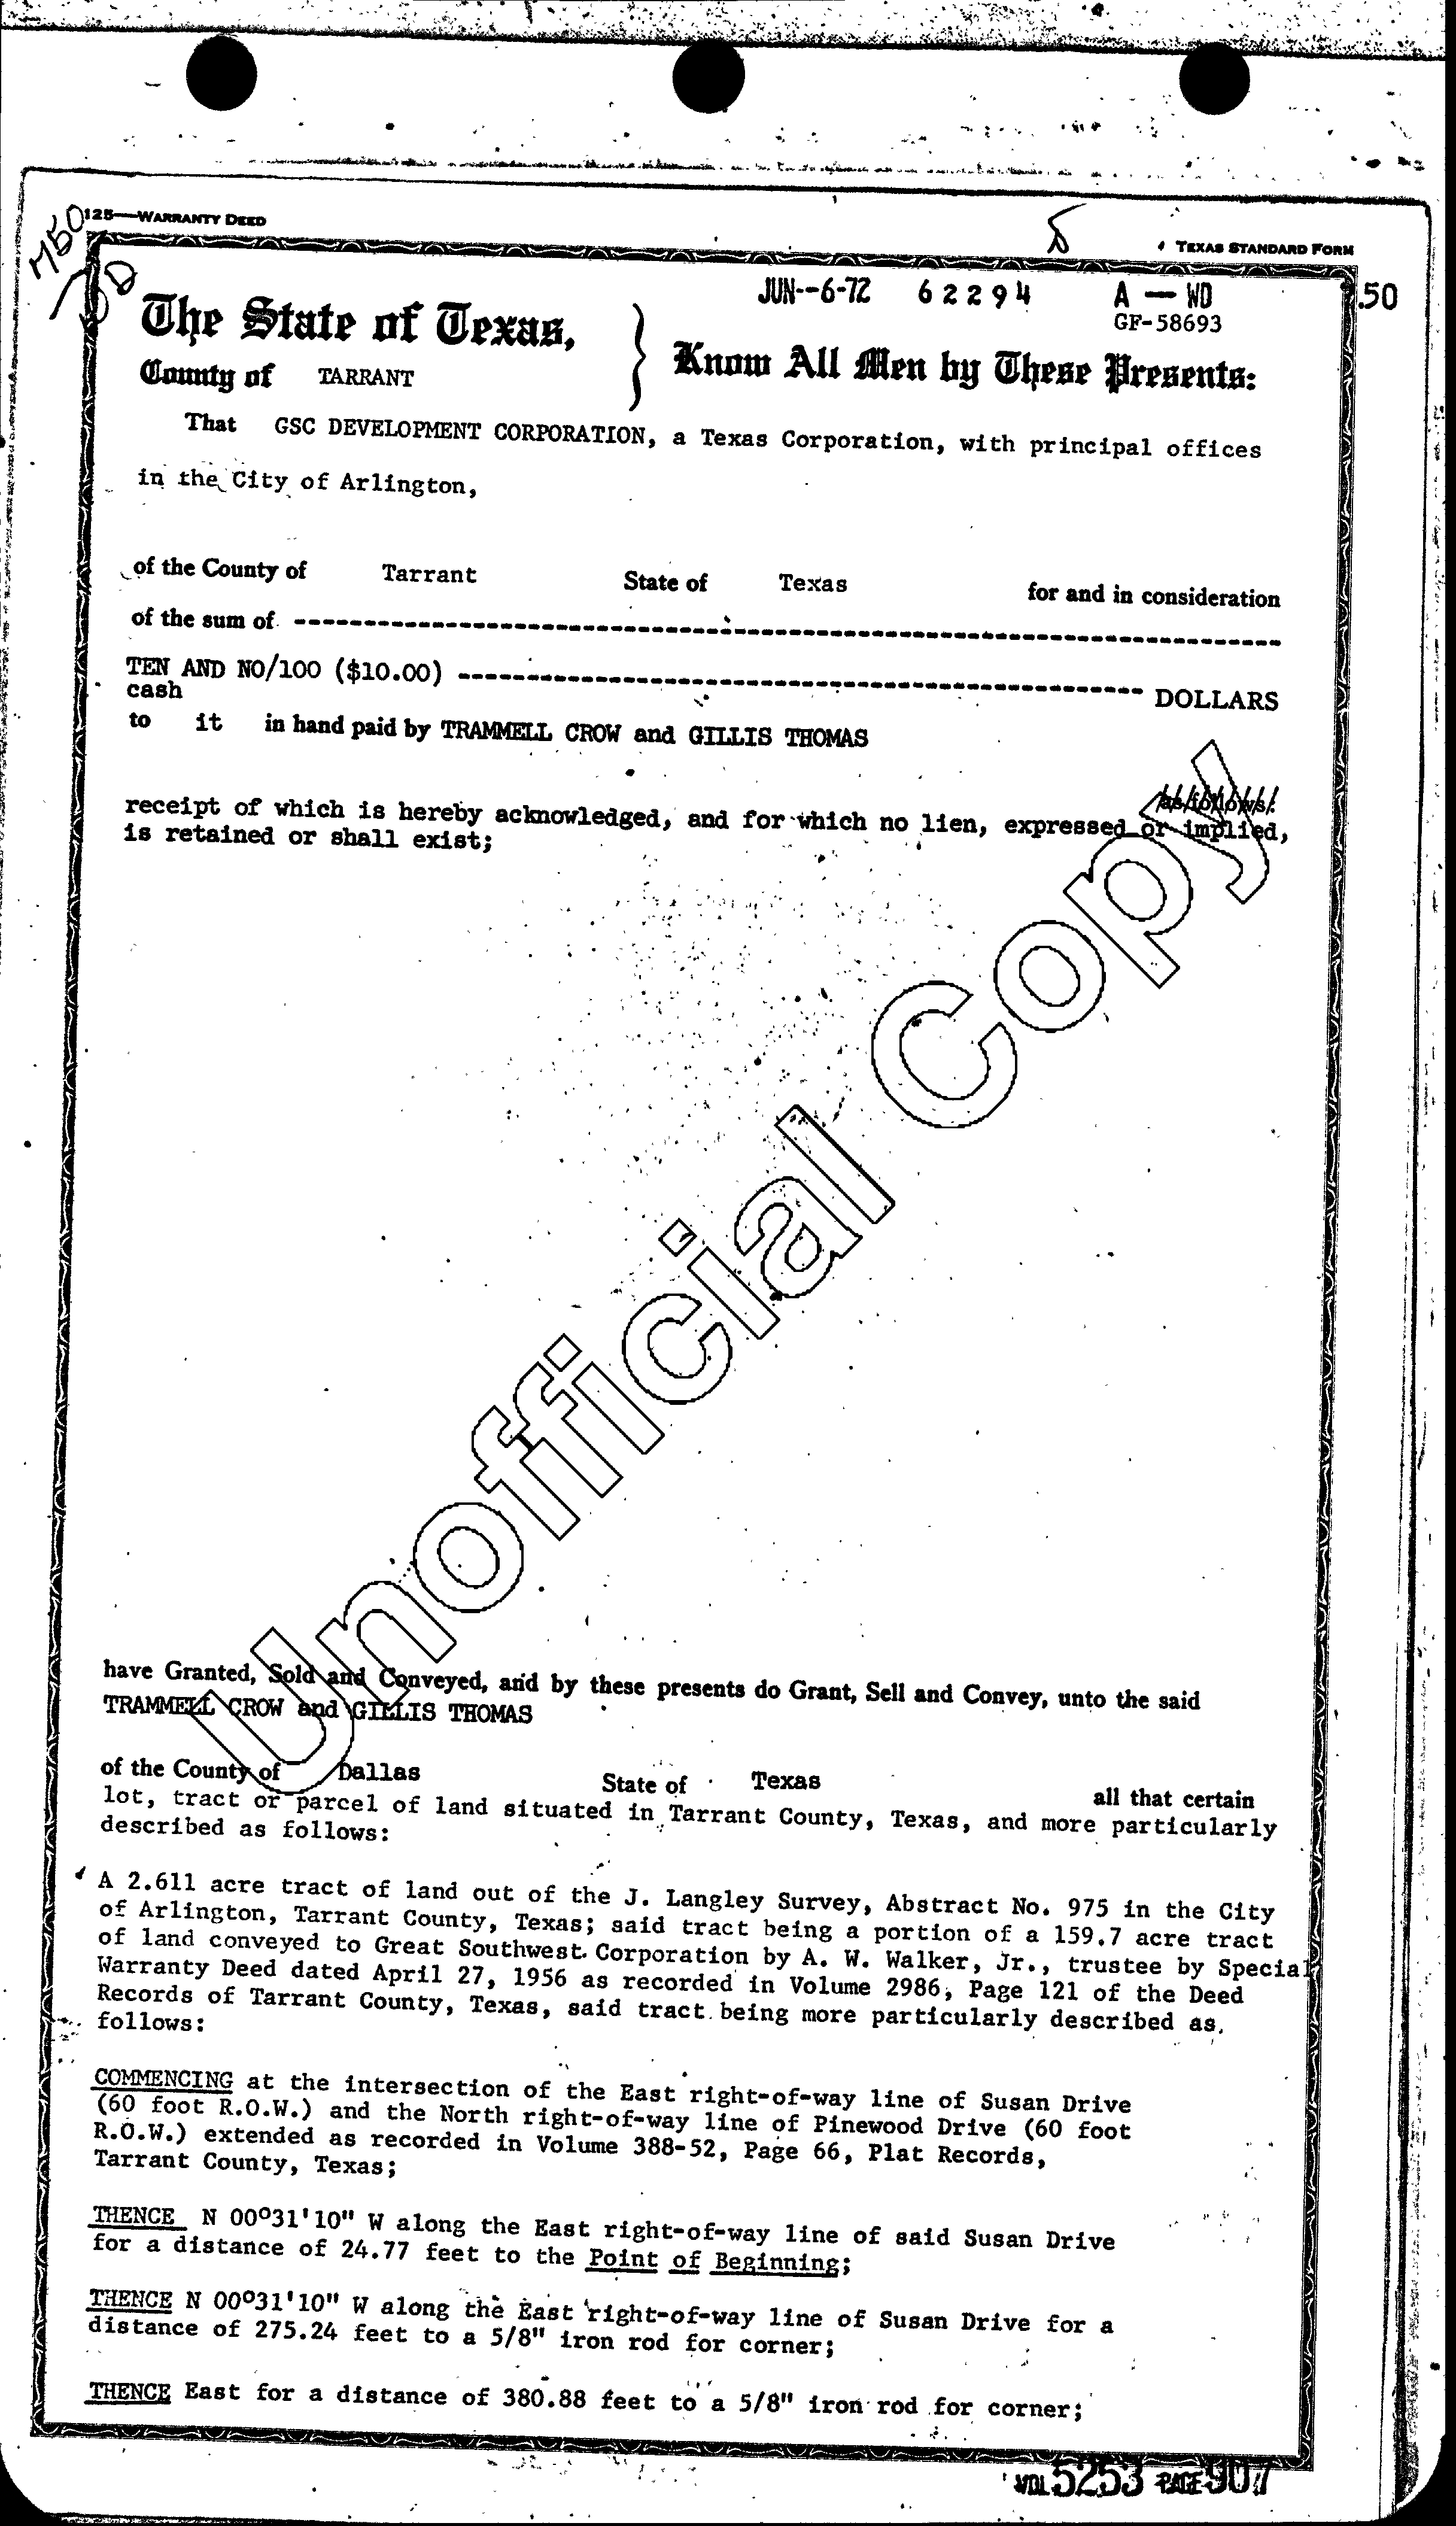 125—WARRANTY DEED
TEXAS STANDARD FORM
JUN--6-72 62294 A — WD .50
GF-58693
The State of Texas,
County of TARRANT
Know All Men by These Presents:
That GSC DEVELOPMENT CORPORATION, a Texas Corporation, with principal offices
in the City of Arlington,
of the County of Tarrant State of Texas for and in consideration
of the sum of ----------------------------------------
TEN AND NO/100 ($10.00) ---------------------------------------- DOLLARS
cash
to it in hand paid by TRAMMELL CROW and GILLIS THOMAS
as follows:
receipt of which is hereby acknowledged, and for which no lien, expressed or implied,
is retained or shall exist;
Unofficial Copy
have Granted, Sold and Conveyed, and by these presents do Grant, Sell and Convey, unto the said
TRAMMELL CROW and GILLIS THOMAS
of the County of Dallas State of Texas all that certain
lot, tract or parcel of land situated in Tarrant County, Texas, and more particularly
described as follows:
A 2.611 acre tract of land out of the J. Langley Survey, Abstract No. 975 in the City
of Arlington, Tarrant County, Texas; said tract being a portion of a 159.7 acre tract
of land conveyed to Great Southwest Corporation by A. W. Walker, Jr., trustee by Special
Warranty Deed dated April 27, 1956 as recorded in Volume 2986, Page 121 of the Deed
Records of Tarrant County, Texas, said tract being more particularly described as
follows:
COMMENCING at the intersection of the East right-of-way line of Susan Drive
(60 foot R.O.W.) and the North right-of-way line of Pinewood Drive (60 foot
R.O.W.) extended as recorded in Volume 388-52, Page 66, Plat Records,
Tarrant County, Texas;
THENCE N 00°31'10" W along the East right-of-way line of said Susan Drive
for a distance of 24.77 feet to the Point of Beginning;
THENCE N 00°31'10" W along the East right-of-way line of Susan Drive for a
distance of 275.24 feet to a 5/8" iron rod for corner;
THENCE East for a distance of 380.88 feet to a 5/8" iron rod for corner;
VOL 5253 PAGE 907